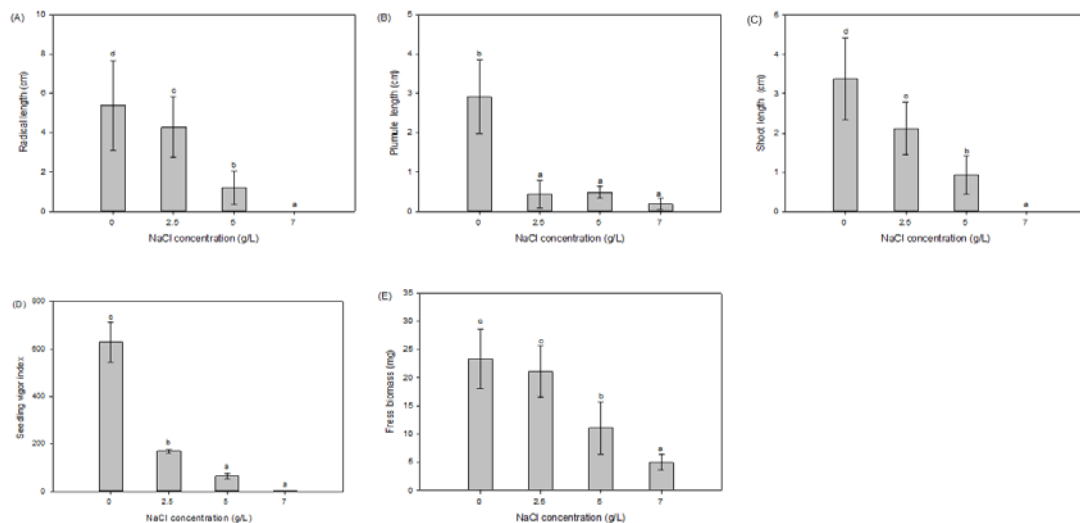 (A)
Radical length (cm)
10
8
6
4
2
0
d
c
b
a
0 2.5 5 7
NaCl concentration (g/L)
(B)
Plumule length (cm)
5
4
3
2
1
0
b
a
a
a
0 2.5 5 7
NaCl concentration (g/L)
(C)
Shoot length (cm)
5
4
3
2
1
0
d
c
b
a
0 2.5 5 7
NaCl concentration (g/L)
(D)
Seedling vigor index
800
600
400
200
0
c
b
a
a
0 2.5 5 7
NaCl concentration (g/L)
(E)
Fress biomass (mg)
35
30
25
20
15
10
5
0
c
c
b
a
0 2.5 5 7
NaCl concentration (g/L)